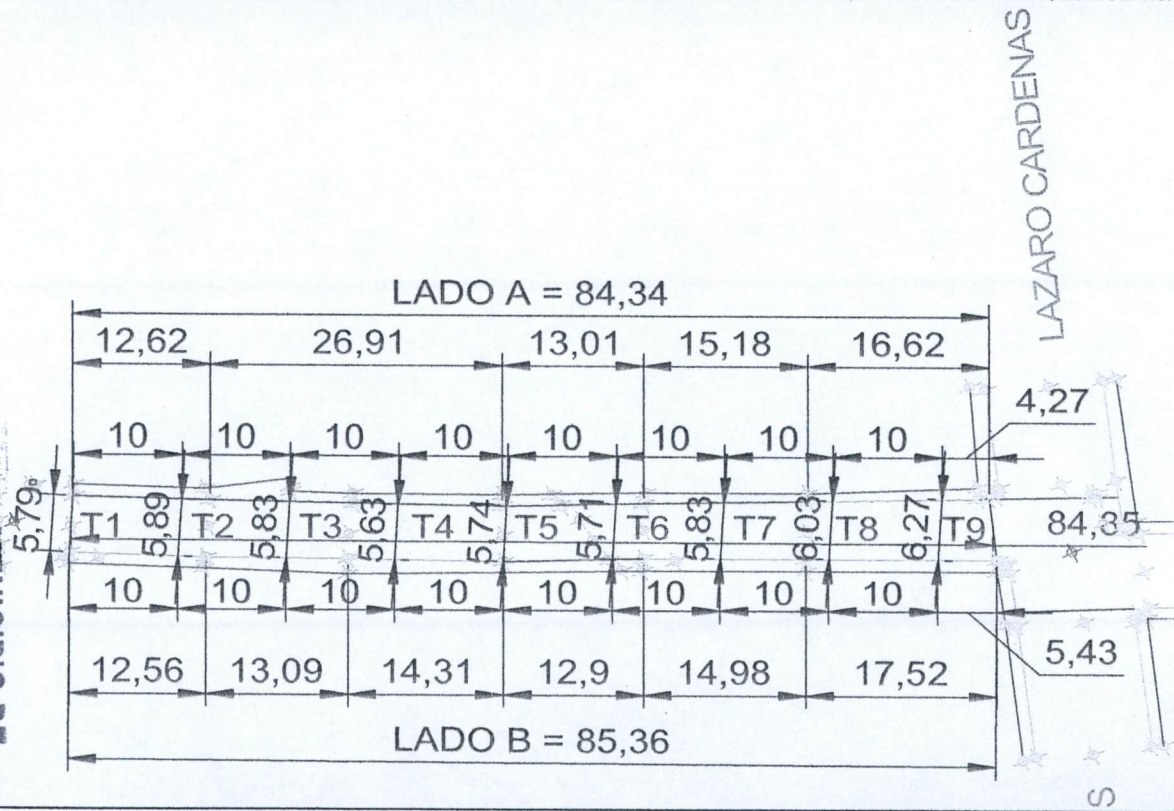 LAZARO CARDENAS
LADO A = 84,34
12,62 26,91 13,01 15,18 16,62
4,27
10 10 10 10 10 10 10 10
5,79 T1 5,89 T2 5,83 T3 5,63 T4 5,74 T5 5,71 T6 5,83 T7 6,03 T8 6,27 T9 84,35
10 10 10 10 10 10 10 10
5,43
12,56 13,09 14,31 12,9 14,98 17,52
LADO B = 85,36
S